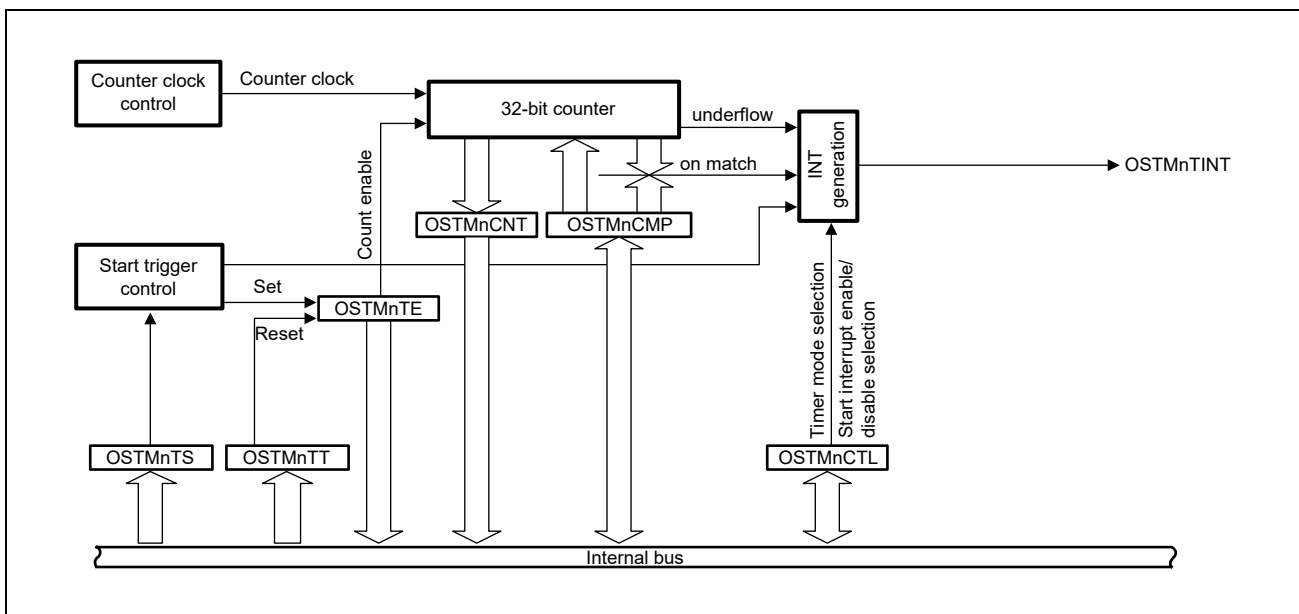 Counter clock
control
Counter clock
32-bit counter
underflow
on match
INT
generation
OSTMnTINT
Count enable
OSTMnCNT
OSTMnCMP
Start trigger
control
Set
Reset
OSTMnTE
Timer mode selection
Start interrupt enable/
disable selection
OSTMnTS
OSTMnTT
OSTMnCTL
Internal bus